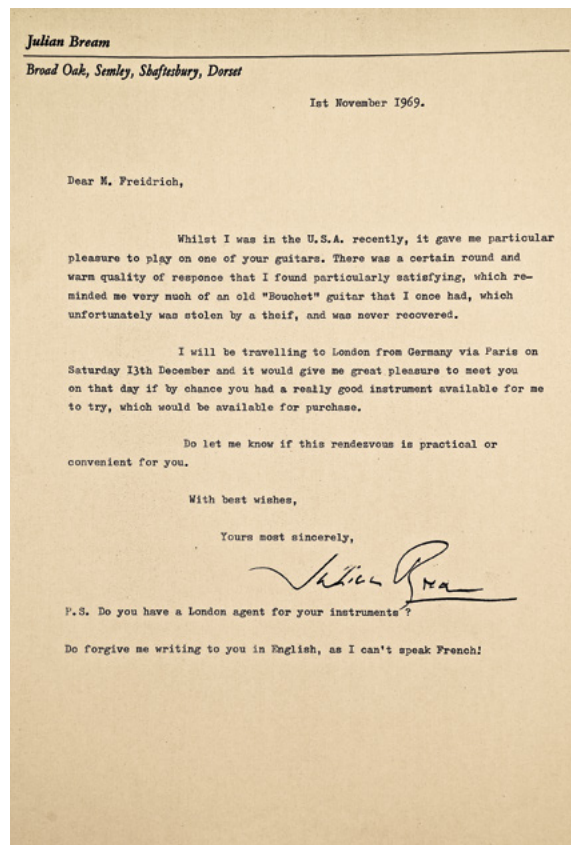 Julian Bream
Broad Oak, Semley, Shaftesbury, Dorset
1st November 1969.
Dear M. Freidrich,
Whilst I was in the U.S.A. recently, it gave me particular
pleasure to play on one of your guitars. There was a certain round and
warm quality of responce that I found particularly satisfying, which re-
minded me very much of an old "Bouchet" guitar that I once had, which
unfortunately was stolen by a theif, and was never recovered.
I will be travelling to London from Germany via Paris on
Saturday 13th December and it would give me great pleasure to meet you
on that day if by chance you had a really good instrument available for me
to try, which would be available for purchase.
Do let me know if this rendesvous is practical or
convenient for you.
With best wishes,
Yours most sincerely,
Julian Bream
P.S. Do you have a London agent for your instruments ?
Do forgive me writing to you in English, as I can't speak French!